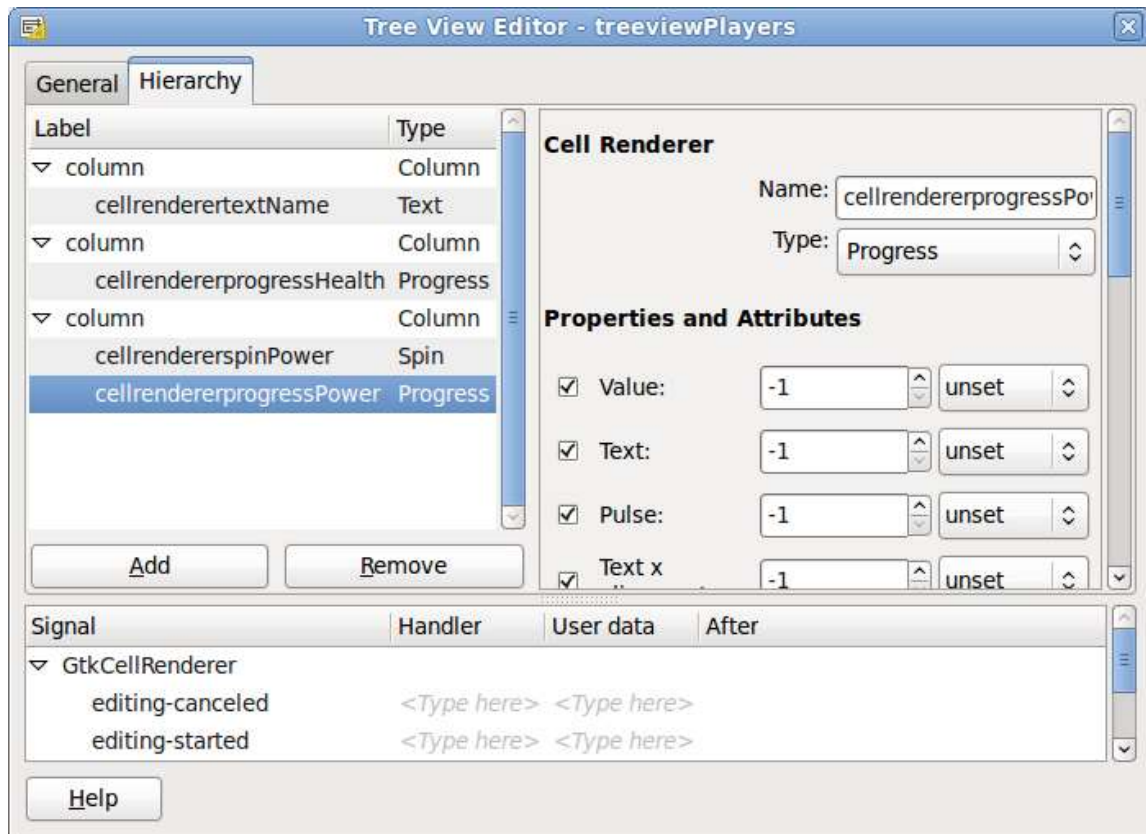 Tree View Editor - treeviewPlayers
General Hierarchy
Label Type
column Column
cellrenderertextName Text
column Column
cellrendererprogressHealth Progress
column Column
cellrendererspinPower Spin
cellrendererprogressPower Progress
Add Remove
Cell Renderer
Name: cellrendererprogressPo
Type: Progress
Properties and Attributes
Value: -1 unset
Text: -1 unset
Pulse: -1 unset
Text x
-1 unset
Signal Handler User data After
GtkCellRenderer
editing-canceled <Type here> <Type here>
editing-started <Type here> <Type here>
Help